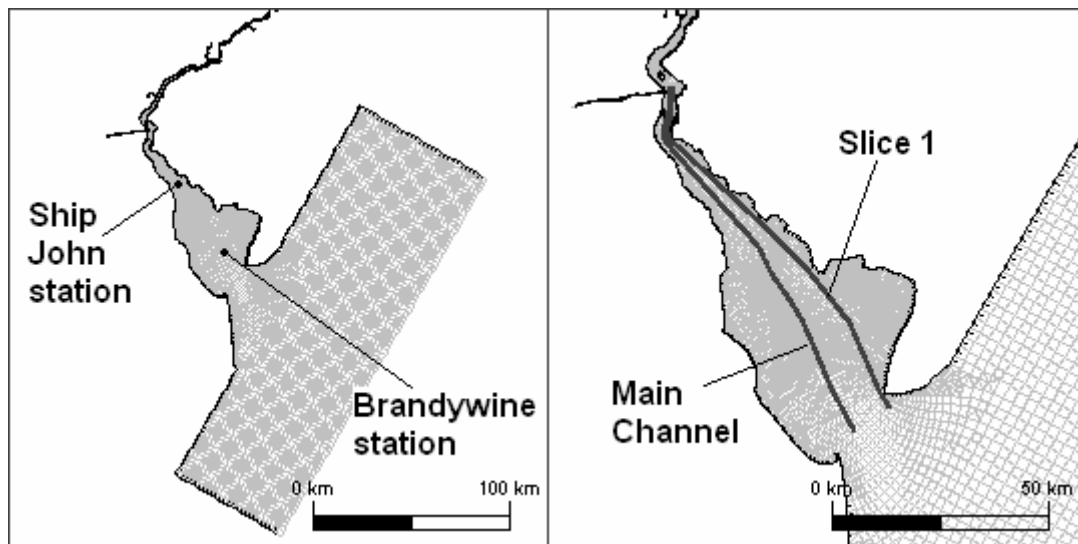 Ship
John
station
Brandywine
station
0 km
100 km
Slice 1
Main
Channel
0 km
50 km